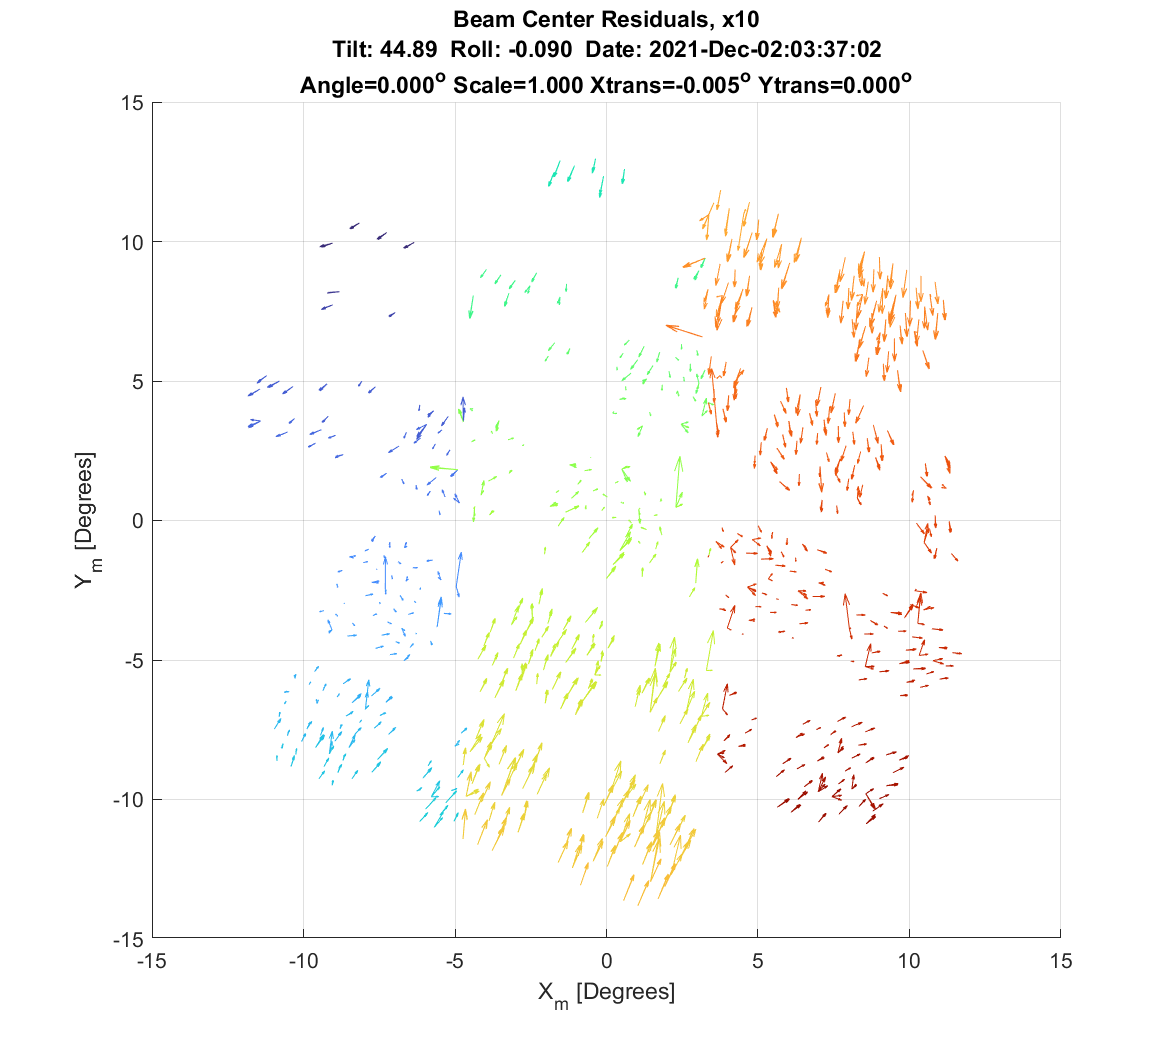 Beam Center Residuals, x10
Tilt: 44.89 Roll: -0.090 Date: 2021-Dec-02:03:37:02
Angle=0.000° Scale=1.000 Xtrans=-0.005° Ytrans=0.000°
15
10
5
0
-5
-10
-15
Ym [Degrees]
-15
-10
-5
0
5
10
15
Xm [Degrees]